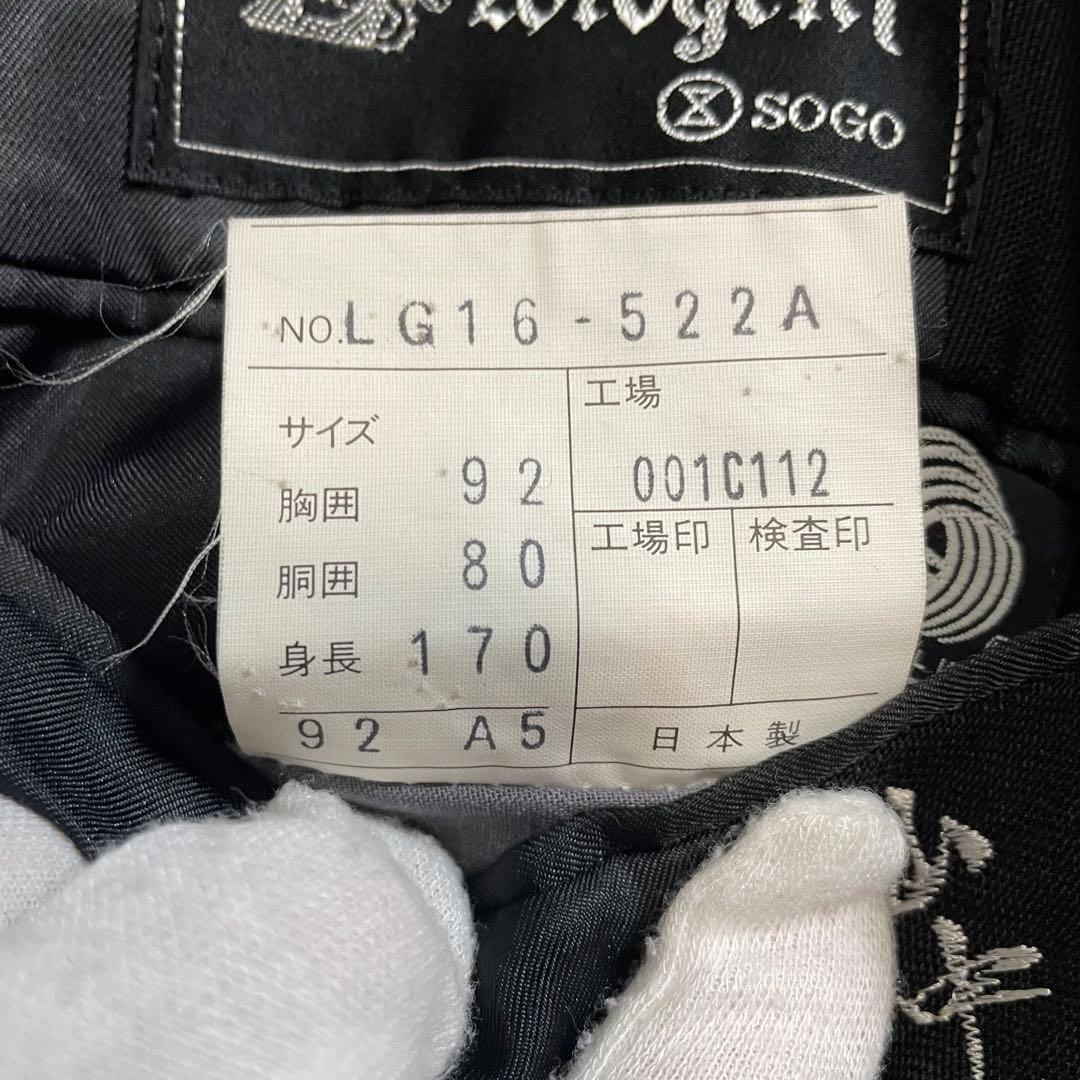 SOGO
NO.LG16-522A
サイズ
胸囲 92
胴囲 80
身長 170
92 A5
工場
001C112
工場印 検査印
日本製